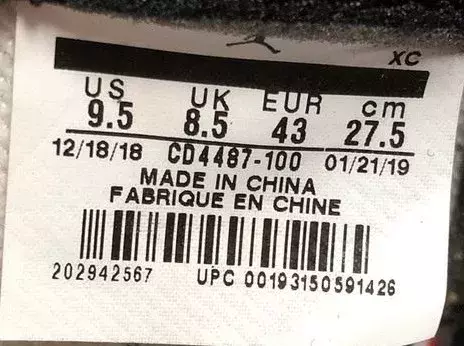 XC
US UK EUR cm
9.5 8.5 43 27.5
12/18/18 CD4487-100 01/21/19
MADE IN CHINA
FABRIQUE EN CHINE
202942567 UPC 00193150591426